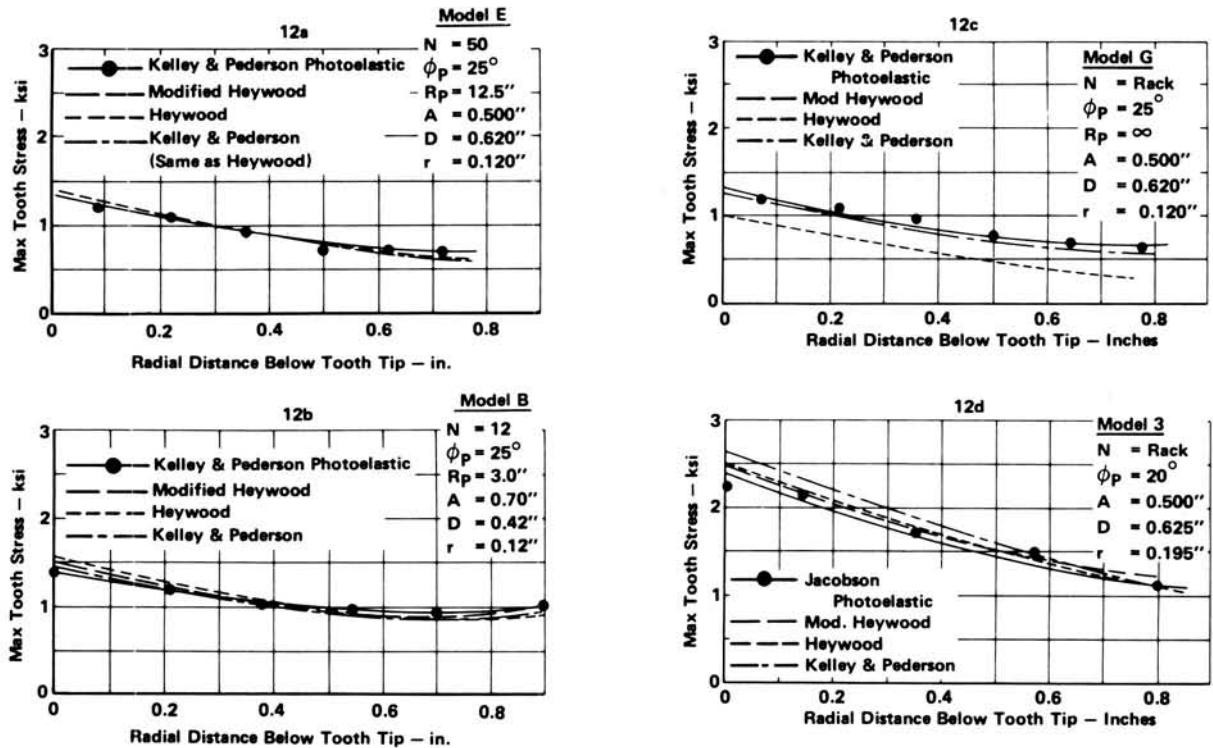 12a
Model E
N = 50
ϕP = 25°
RP = 12.5″
A = 0.500″
D = 0.620″
r = 0.120″
Kelley & Pederson Photoelastic
Modified Heywood
Heywood
Kelley & Pederson
(Same as Heywood)
Max Tooth Stress – ksi
3
2
1
0
0 0.2 0.4 0.6 0.8
Radial Distance Below Tooth Tip – in.
12c
Model G
N = Rack
ϕP = 25°
RP = ∞
A = 0.500″
D = 0.620″
r = 0.120″
Kelley & Pederson
Photoelastic
Mod Heywood
Heywood
Kelley & Pederson
Max Tooth Stress – ksi
3
2
1
0
0 0.2 0.4 0.6 0.8
Radial Distance Below Tooth Tip – Inches
12b
Model B
N = 12
ϕP = 25°
RP = 3.0″
A = 0.70″
D = 0.42″
r = 0.12″
Kelley & Pederson Photoelastic
Modified Heywood
Heywood
Kelley & Pederson
Max Tooth Stress – ksi
3
2
1
0
0 0.2 0.4 0.6 0.8
Radial Distance Below Tooth Tip – in.
12d
Model 3
N = Rack
ϕP = 20°
A = 0.500″
D = 0.625″
r = 0.195″
Jacobson
Photoelastic
Mod. Heywood
Heywood
Kelley & Pederson
Max Tooth Stress – ksi
3
2
1
0
0 0.2 0.4 0.6 0.8
Radial Distance Below Tooth Tip – Inches